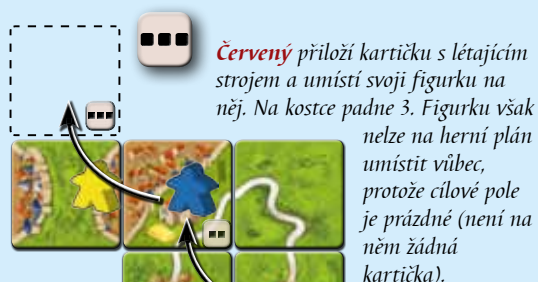 Červený přiloží kartičku s létajícím
strojem a umístí svoji figurku na
něj. Na kostce padne 3. Figurku však
nelze na herní plán
umístit vůbec,
protože cílové pole
je prázdné (není na
něm žádná
kartička).